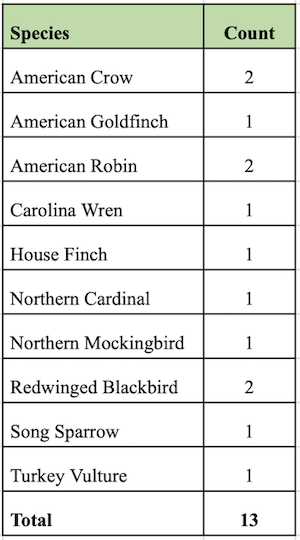 Species Count
American Crow 2
American Goldfinch 1
American Robin 2
Carolina Wren 1
House Finch 1
Northern Cardinal 1
Northern Mockingbird 1
Redwinged Blackbird 2
Song Sparrow 1
Turkey Vulture 1
Total 13